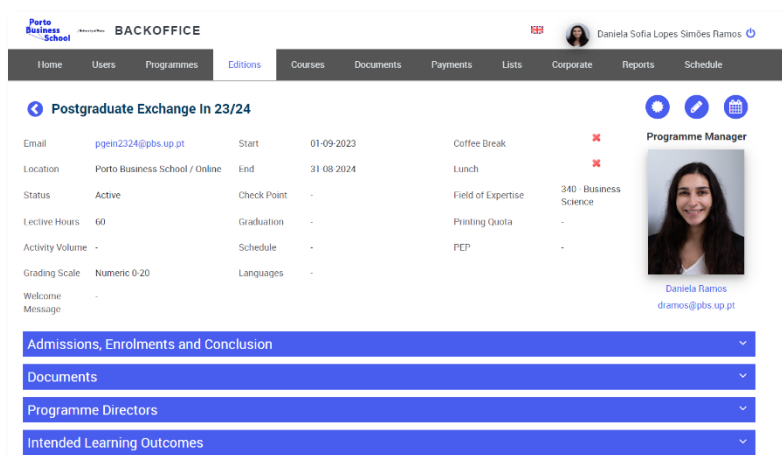 Porto
Business
School
BACKOFFICE
Daniela Sofia Lopes Simões Ramos
Home Users Programmes Editions Courses Documents Payments Lists Corporate Reports Schedule
Postgraduate Exchange In 23/24
Programme Manager
Email pgein2324@pbs.up.pt Start 01-09-2023 Coffee Break
Location Porto Business School / Online End 31-08-2024 Lunch
Status Active Check Point - Field of Expertise 340 - Business Science
Lective Hours 60 Graduation - Printing Quota -
Activity Volume - Schedule - PEP -
Grading Scale Numeric 0-20 Languages -
Welcome Message -
Daniela Ramos
dramos@pbs.up.pt
Admissions, Enrolments and Conclusion
Documents
Programme Directors
Intended Learning Outcomes